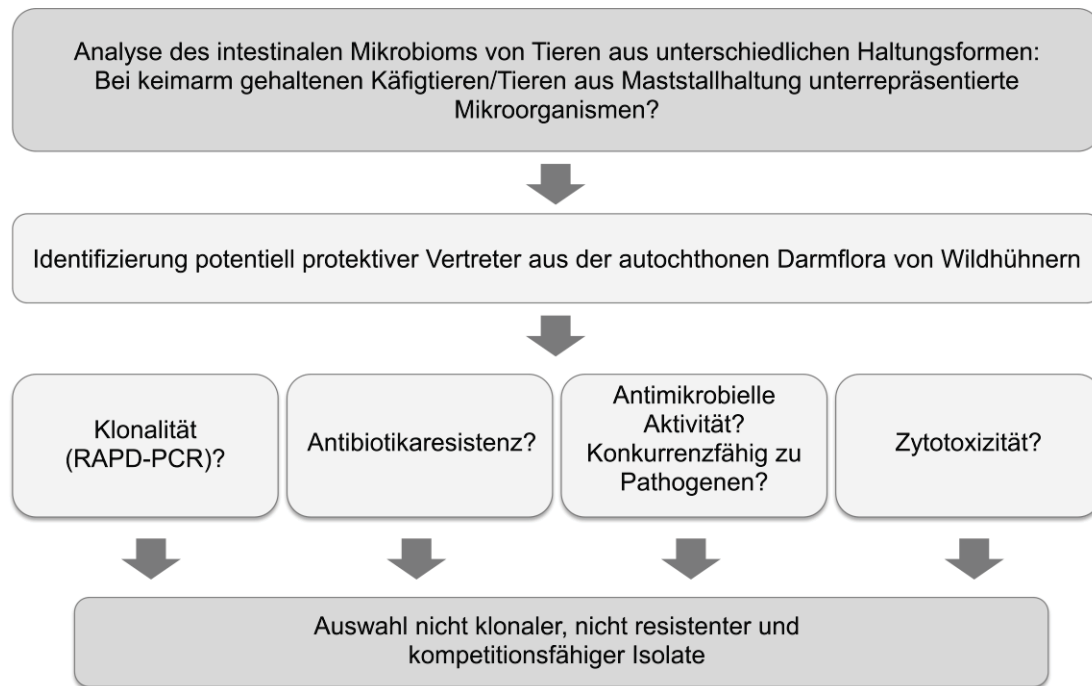 Analyse des intestinalen Mikrobioms von Tieren aus unterschiedlichen Haltungsformen:
Bei keimarm gehaltenen Käfigtieren/Tieren aus Maststallhaltung unterrepräsentierte
Mikroorganismen?
Identifizierung potentiell protektiver Vertreter aus der autochthonen Darmflora von Wildhühnern
Klonalität
(RAPD-PCR)?
Antibiotikaresistenz?
Antimikrobielle
Aktivität?
Konkurrenzfähig zu
Pathogenen?
Zytotoxizität?
Auswahl nicht klonaler, nicht resistenter und
kompetitionsfähiger Isolate